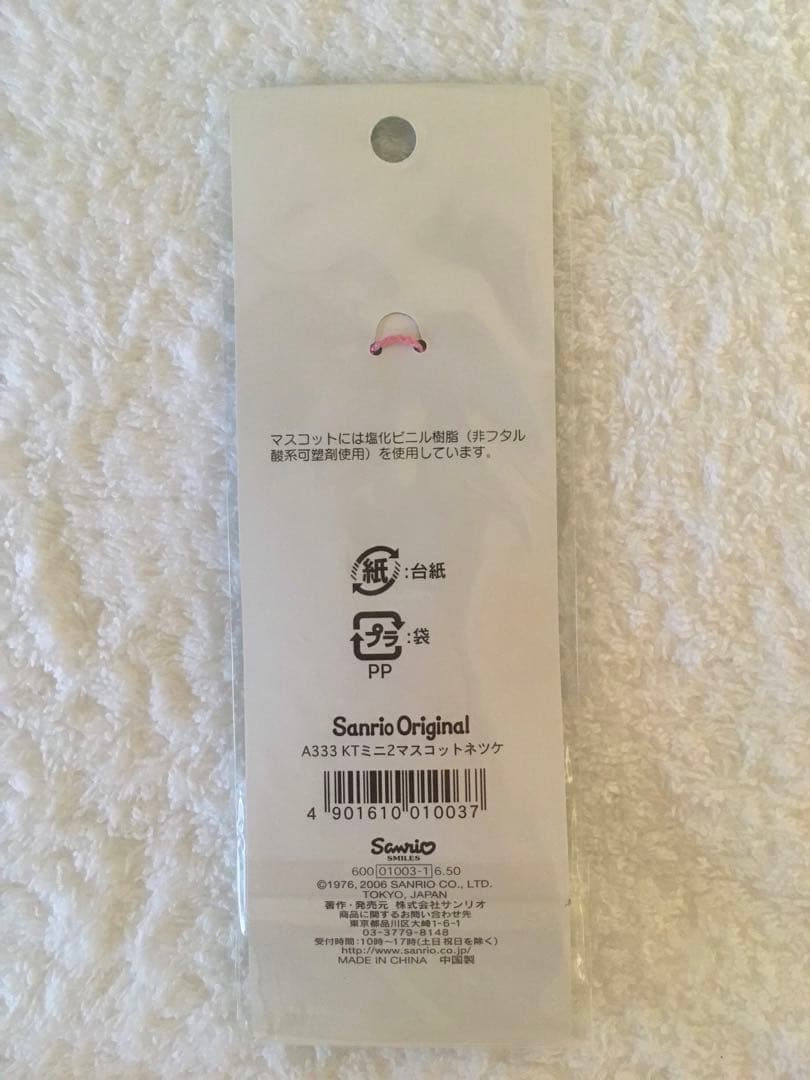 マスコットには塩化ビニル樹脂（非フタル
酸系可塑剤使用）を使用しています。
紙:台紙
プラ:袋
PP
Sanrio Original
A333 KTミニ2マスコットネツケ
4 901610 010037
Sanrio
SMILES
600 01003-1 6.50
©1976, 2006 SANRIO CO., LTD.
TOKYO, JAPAN
著作・発売元 株式会社サンリオ
商品に関するお問い合わせ先
東京都品川区大崎1-6-1
03-3779-8148
受付時間:10時〜17時(土日祝日を除く)
http://www.sanrio.co.jp/
MADE IN CHINA 中国製